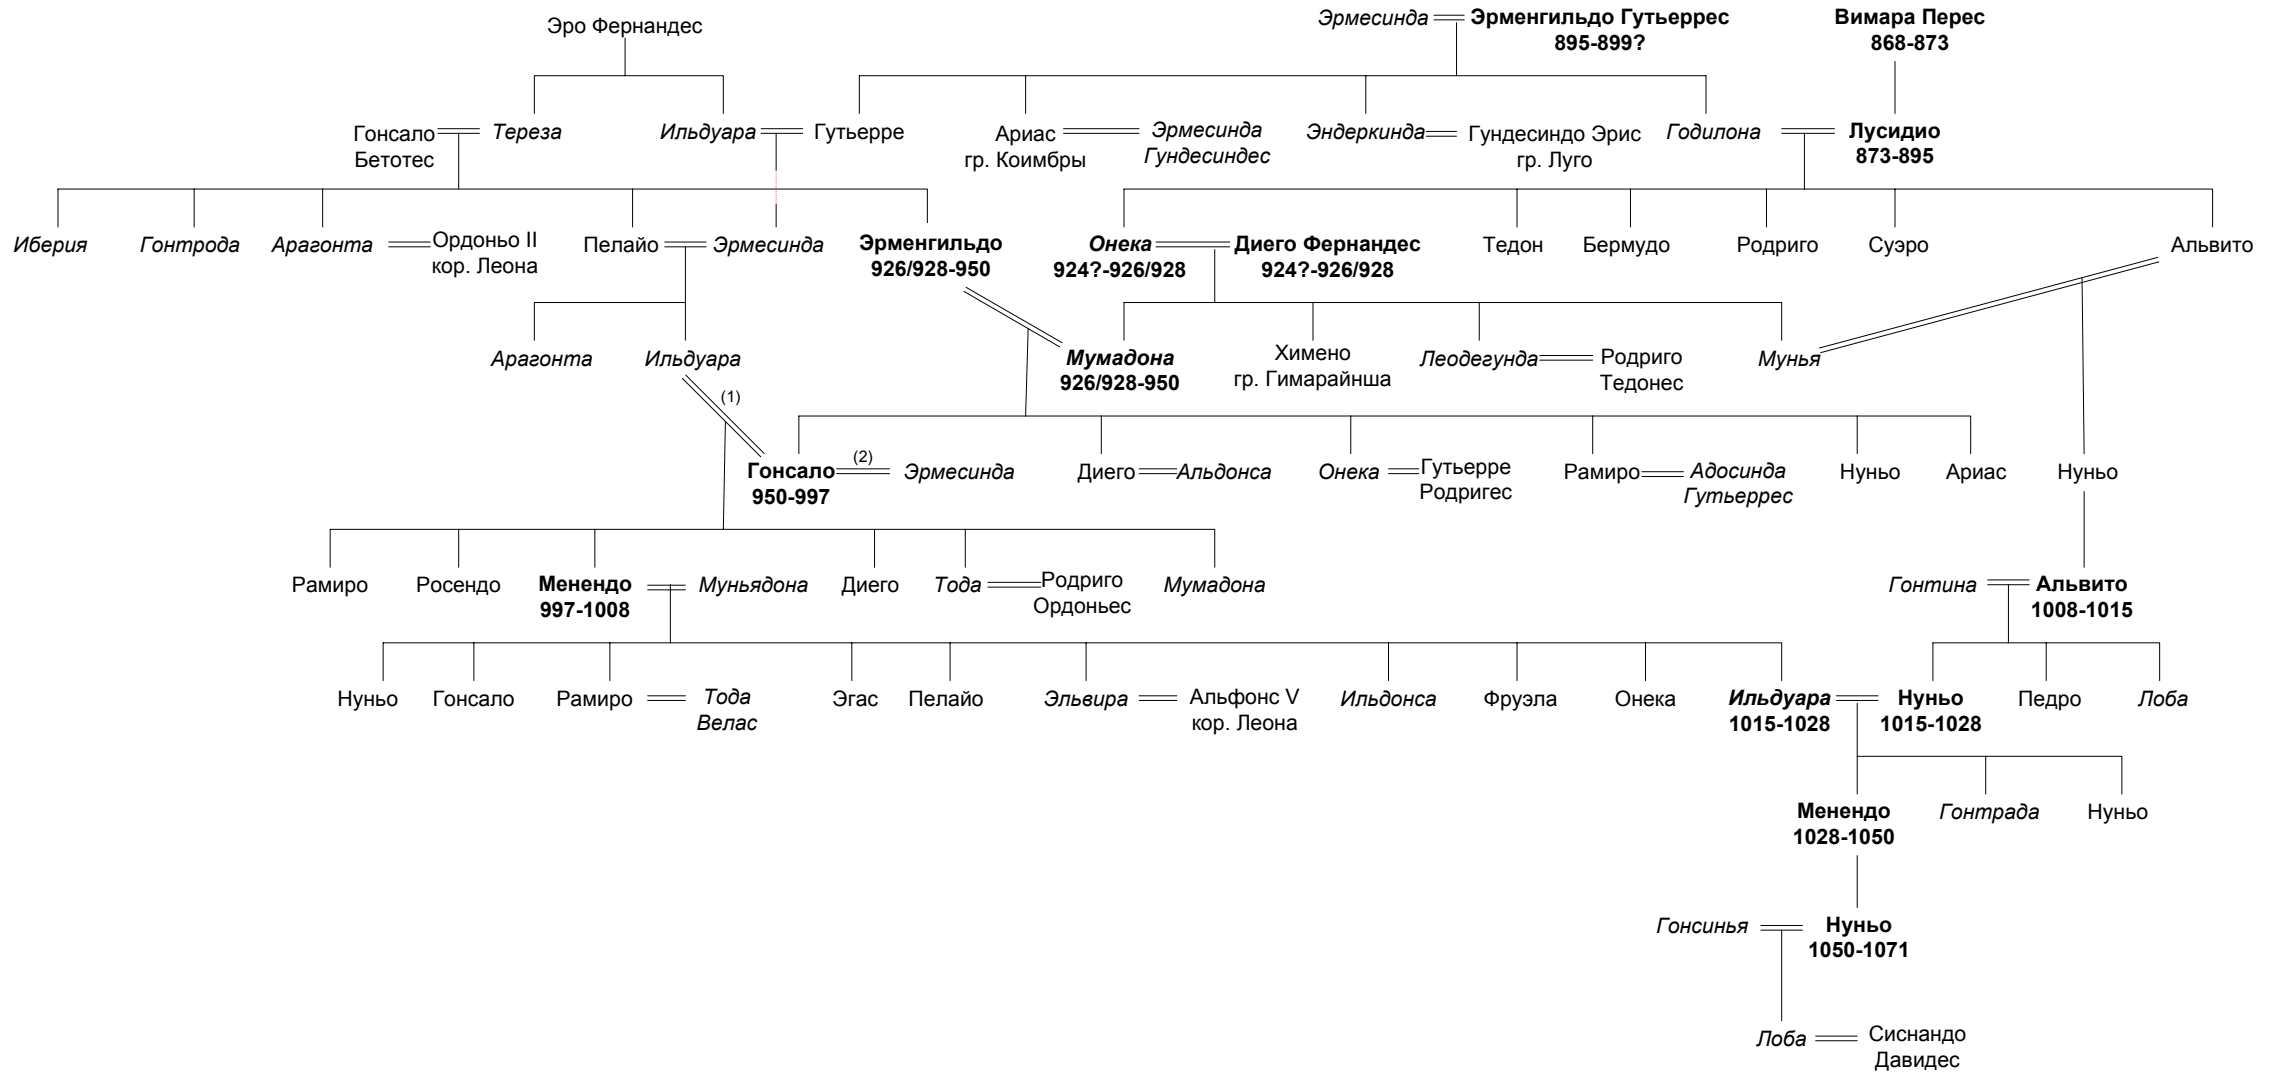 Эро Фернандес
Эрмесинда
Эрменгильдо Гутьеррес
895-899?
Вимара Перес
868-873
Гонсало
Бетотес
Тереза
Ильдуара
Гутьерре
Ариас
гр. Коимбры
Эрмесинда
Гундесиндес
Эндеркинда
Гундесиндо Эрис
гр. Луго
Годилона
Лусидио
873-895
Иберия
Гонтрода
Арагонта
Ордоньо II
кор. Леона
Пелайо
Эрмесинда
Эрменгильдо
926/928-950
Онека
924?-926/928
Диего Фернандес
924?-926/928
Тедон
Бермудо
Родриго
Суэро
Альвито
Арагонта
Ильдуара
Мумадона
926/928-950
Химено
гр. Гимарайнша
Леодегунда
Родриго
Тедонес
Мунья
(1)
Гонсало
950-997
(2)
Эрмесинда
Диего
Альдонса
Онека
Гутьерре
Родригес
Рамиро
Адосинда
Гутьеррес
Нуньо
Ариас
Нуньо
Рамиро
Росендо
Менендо
997-1008
Муньядона
Диего
Тода
Родриго
Ордоньес
Мумадона
Гонтина
Альвито
1008-1015
Нуньо
Гонсало
Рамиро
Тода
Велас
Эгас
Пелайо
Эльвира
Альфонс V
кор. Леона
Ильдонса
Фруэла
Онека
Ильдуара
1015-1028
Нуньо
1015-1028
Педро
Лоба
Менендо
1028-1050
Гонтрада
Нуньо
Гонсинья
Нуньо
1050-1071
Лоба
Сиснандо
Давидес